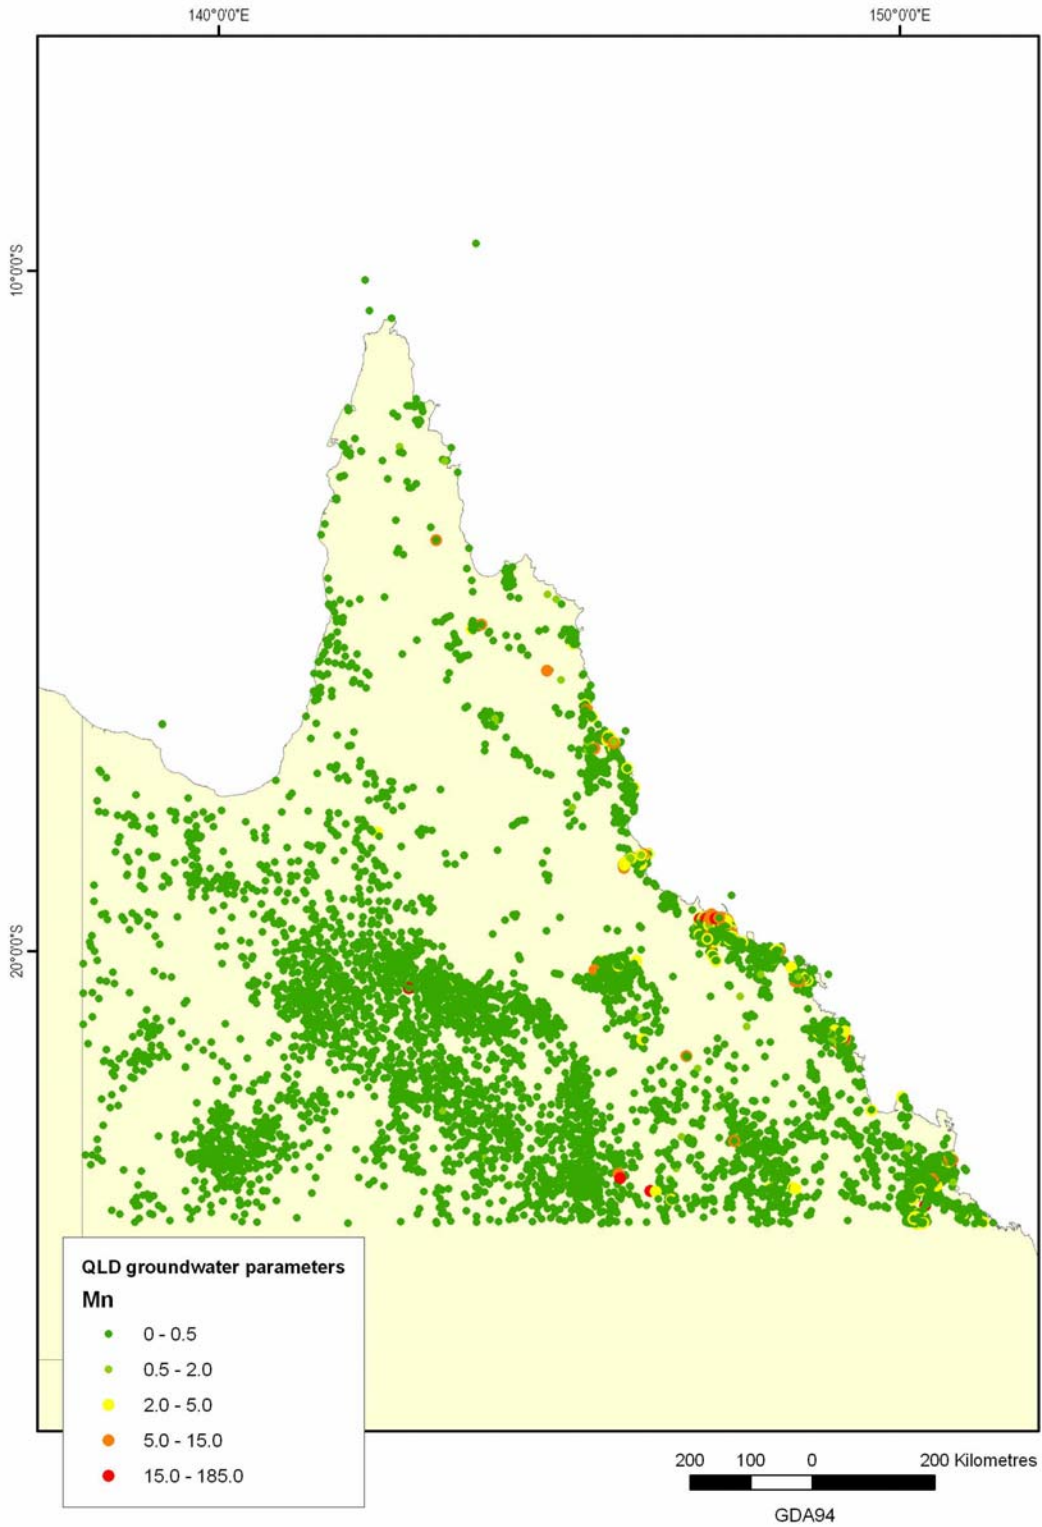 140°0'0"E
150°0'0"E
10°0'0"S
20°0'0"S
QLD groundwater parameters
Mn
0 - 0.5
0.5 - 2.0
2.0 - 5.0
5.0 - 15.0
15.0 - 185.0
200 100 0 200 Kilometres
GDA94